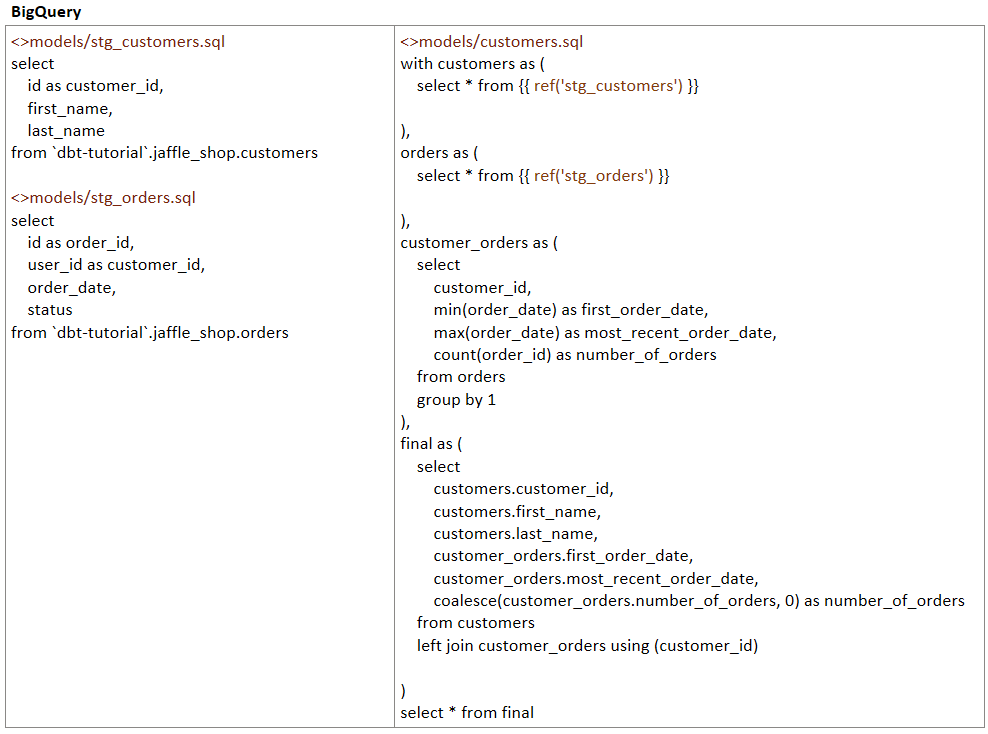 BigQuery
<>models/stg_customers.sql
select
id as customer_id,
first_name,
last_name
from `dbt-tutorial`.jaffle_shop.customers
<>models/stg_orders.sql
select
id as order_id,
user_id as customer_id,
order_date,
status
from `dbt-tutorial`.jaffle_shop.orders
<>models/customers.sql
with customers as (
select * from {{ ref('stg_customers') }}
),
orders as (
select * from {{ ref('stg_orders') }}
),
customer_orders as (
select
customer_id,
min(order_date) as first_order_date,
max(order_date) as most_recent_order_date,
count(order_id) as number_of_orders
from orders
group by 1
),
final as (
select
customers.customer_id,
customers.first_name,
customers.last_name,
customer_orders.first_order_date,
customer_orders.most_recent_order_date,
coalesce(customer_orders.number_of_orders, 0) as number_of_orders
from customers
left join customer_orders using (customer_id)
)
select * from final